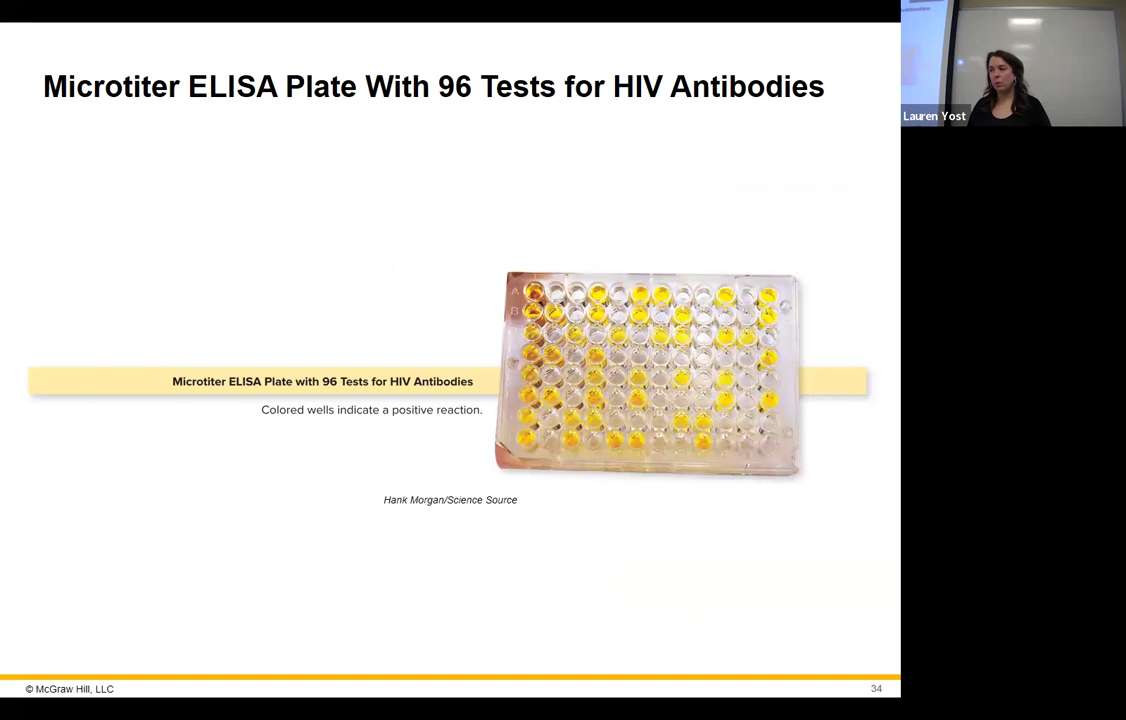 Microtiter ELISA Plate With 96 Tests for HIV Antibodies
Lauren Yost
A
B
Microtiter ELISA Plate with 96 Tests for HIV Antibodies
Colored wells indicate a positive reaction.
Hank Morgan/Science Source
© McGraw Hill, LLC
34